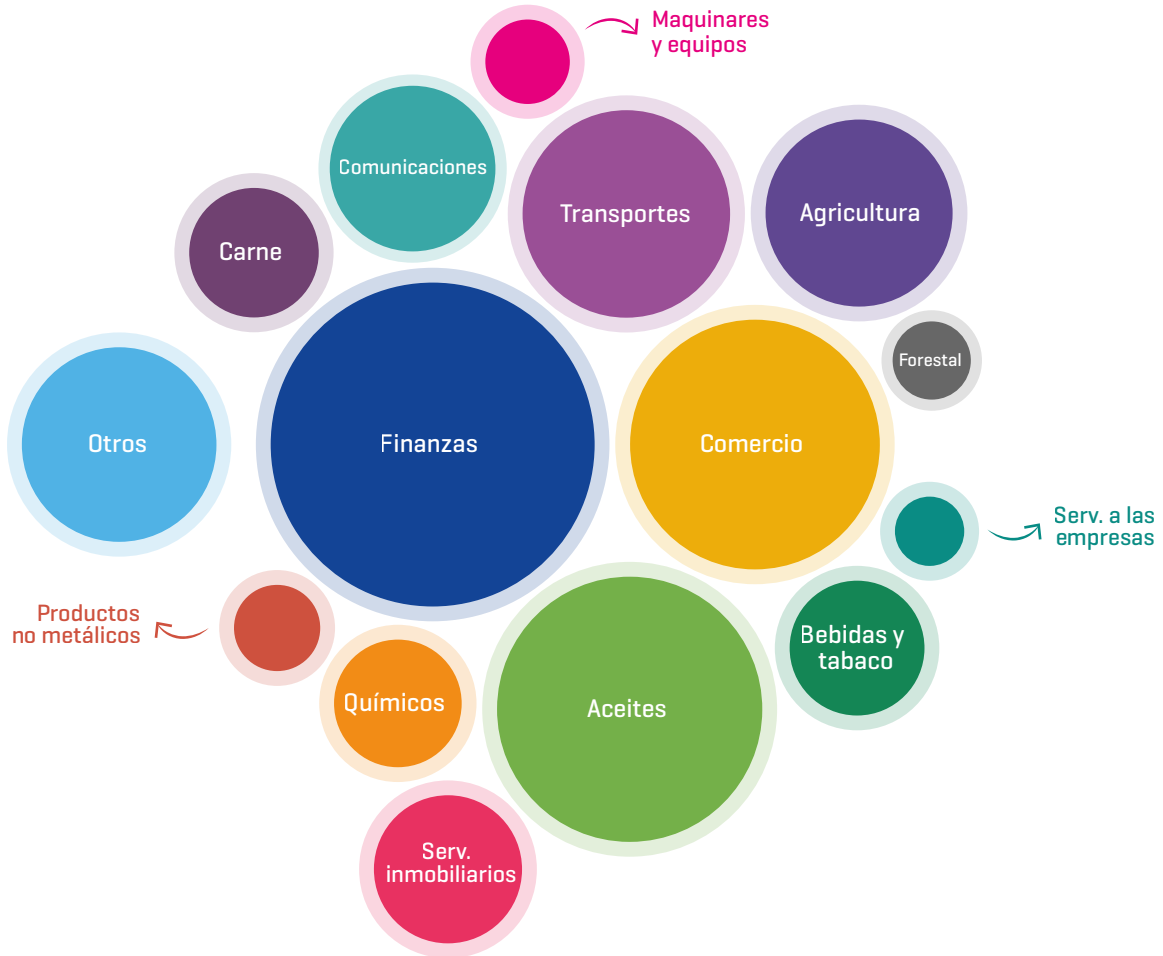 Maquinares
y equipos
Comunicaciones
Transportes
Agricultura
Carne
Forestal
Otros
Finanzas
Comercio
Serv. a las
empresas
Productos
no metálicos
Bebidas y
tabaco
Químicos
Aceites
Serv.
inmobiliarios